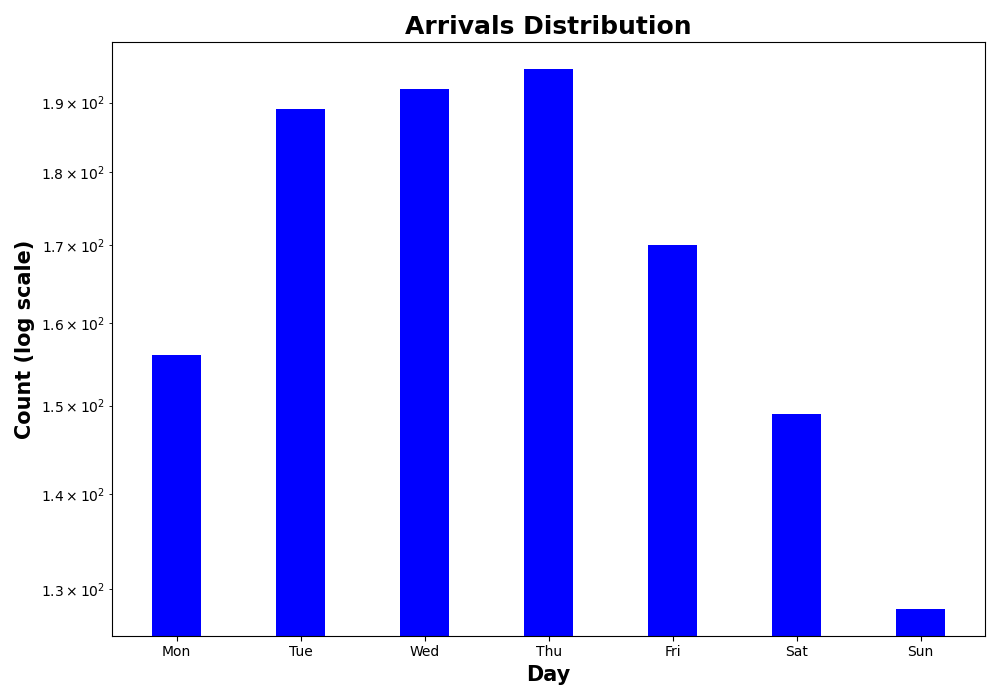 Arrivals Distribution
Count (log scale)
1.9 × 10²
1.8 × 10²
1.7 × 10²
1.6 × 10²
1.5 × 10²
1.4 × 10²
1.3 × 10²
Mon Tue Wed Thu Fri Sat Sun
Day